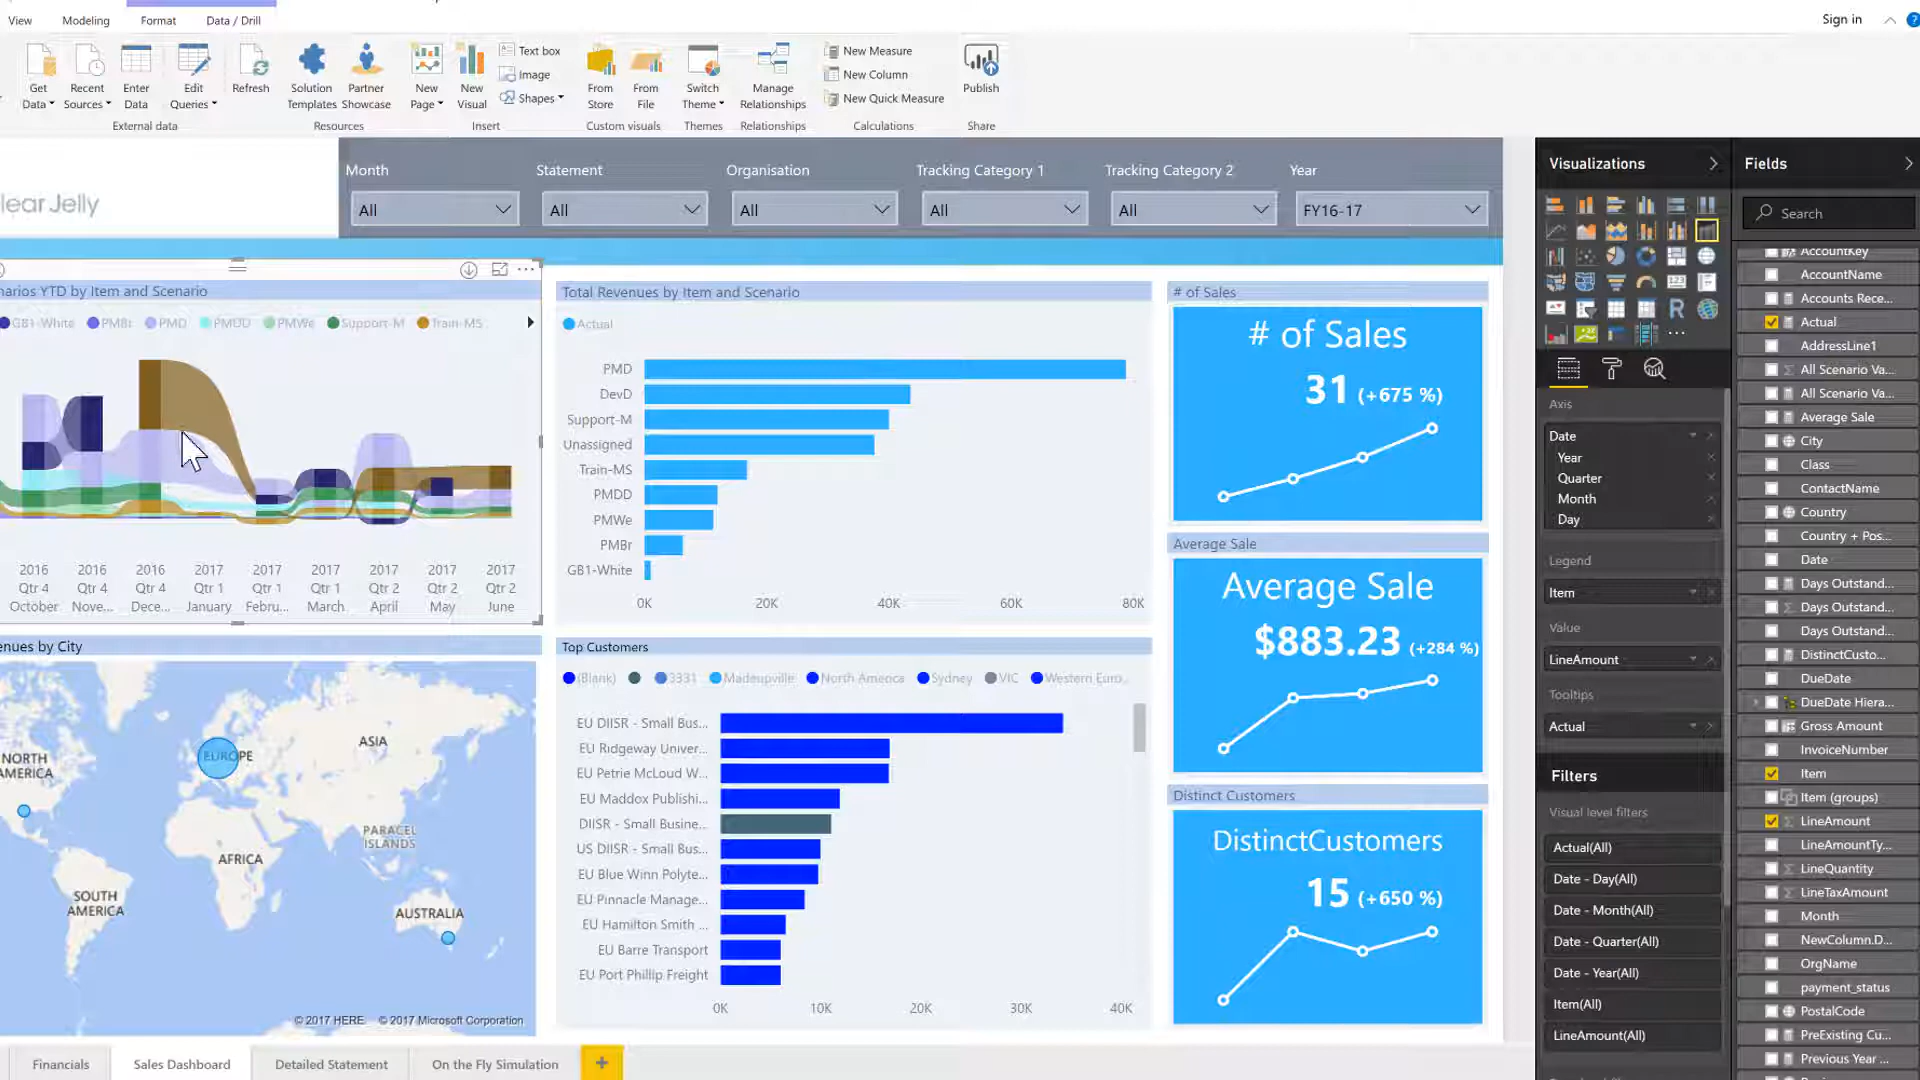 View Modeling Format Data / Drill Sign in
Get Data
Recent Sources
Enter Data
Edit Queries
Refresh
Solution Templates
Partner Showcase
New Page
New Visual
Text box
Image
Shapes
From Store
From File
Switch Theme
Manage Relationships
New Measure
New Column
New Quick Measure
Publish
External data Resources Insert Custom visuals Themes Relationships Calculations Share
lear Jelly
Month Statement Organisation Tracking Category 1 Tracking Category 2 Year
All All All All All FY16-17
narios YTD by Item and Scenario
GB1-White PMBr PMD PMDD PMWe Support-M Train-MS
2016 2016 2016 2017 2017 2017 2017 2017 2017
Qtr 4 Qtr 4 Qtr 4 Qtr 1 Qtr 1 Qtr 1 Qtr 2 Qtr 2 Qtr 2
October Nove... Dece... January Febru... March April May June
Total Revenues by Item and Scenario
Actual
PMD
DevD
Support-M
Unassigned
Train-MS
PMDD
PMWe
PMBr
GB1-White
0K 20K 40K 60K 80K
# of Sales
# of Sales
31 (+675 %)
Average Sale
Average Sale
$883.23 (+284 %)
Distinct Customers
DistinctCustomers
15 (+650 %)
enues by City
NORTH AMERICA
EUROPE
ASIA
PARACEL ISLANDS
AFRICA
SOUTH AMERICA
AUSTRALIA
© 2017 HERE © 2017 Microsoft Corporation
Top Customers
(Blank) 3331 Madeupville North America Sydney VIC Western Euro...
EU DIISR - Small Bus...
EU Ridgeway Univer...
EU Petrie McLoud W...
EU Maddox Publishi...
DIISR - Small Busine...
US DIISR - Small Bus...
EU Blue Winn Polyte...
EU Pinnacle Manage...
EU Hamilton Smith ...
EU Barre Transport
EU Port Phillip Freight
0K 10K 20K 30K 40K
Financials Sales Dashboard Detailed Statement On the Fly Simulation +
Visualizations
R
123
Axis
Date
Year
Quarter
Month
Day
Legend
Item
Value
LineAmount
Tooltips
Actual
Filters
Visual level filters
Actual(All)
Date - Day(All)
Date - Month(All)
Date - Quarter(All)
Date - Year(All)
Item(All)
LineAmount(All)
Fields
Search
AccountKey
AccountName
Accounts Rece...
Actual
AddressLine1
All Scenario Va...
All Scenario Va...
Average Sale
City
Class
ContactName
Country
Country + Pos...
Date
Days Outstand...
Days Outstand...
Days Outstand...
DistinctCusto...
DueDate
DueDate Hiera...
Gross Amount
InvoiceNumber
Item
Item (groups)
LineAmount
LineAmountTy...
LineQuantity
LineTaxAmount
Month
NewColumn.D...
OrgName
payment_status
PostalCode
PreExisting Cu...
Previous Year ...